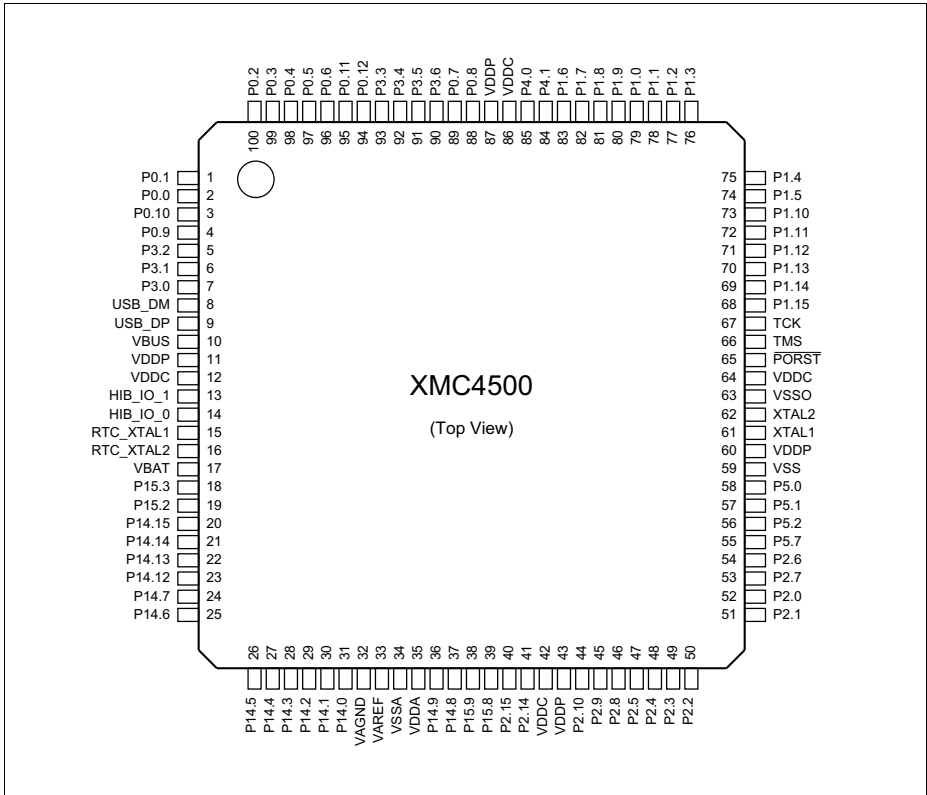 P0.2 P0.3 P0.4 P0.5 P0.6 P0.11 P0.12 P3.3 P3.4 P3.5 P3.6 P0.7 P0.8 VDDP VDDC P4.0 P4.1 P1.6 P1.7 P1.8 P1.9 P1.0 P1.1 P1.2 P1.3
100 99 98 97 96 95 94 93 92 91 90 89 88 87 86 85 84 83 82 81 80 79 78 77 76
P0.1 1 75 P1.4
P0.0 2 74 P1.5
P0.10 3 73 P1.10
P0.9 4 72 P1.11
P3.2 5 71 P1.12
P3.1 6 70 P1.13
P3.0 7 69 P1.14
USB_DM 8 68 P1.15
USB_DP 9 67 TCK
VBUS 10 66 TMS
VDDP 11 65 PORST
VDDC 12 64 VDDC
HIB_IO_1 13 63 VSSO
HIB_IO_0 14 62 XTAL2
RTC_XTAL1 15 61 XTAL1
RTC_XTAL2 16 60 VDDP
VBAT 17 59 VSS
P15.3 18 58 P5.0
P15.2 19 57 P5.1
P14.15 20 56 P5.2
P14.14 21 55 P5.7
P14.13 22 54 P2.6
P14.12 23 53 P2.7
P14.7 24 52 P2.0
P14.6 25 51 P2.1
XMC4500
(Top View)
26 27 28 29 30 31 32 33 34 35 36 37 38 39 40 41 42 43 44 45 46 47 48 49 50
P14.5 P14.4 P14.3 P14.2 P14.1 P14.0 VAGND VAREF VSSA VDDA P14.9 P14.8 P15.9 P15.8 P2.15 P2.14 VDDC VDDP P2.10 P2.9 P2.8 P2.5 P2.4 P2.3 P2.2